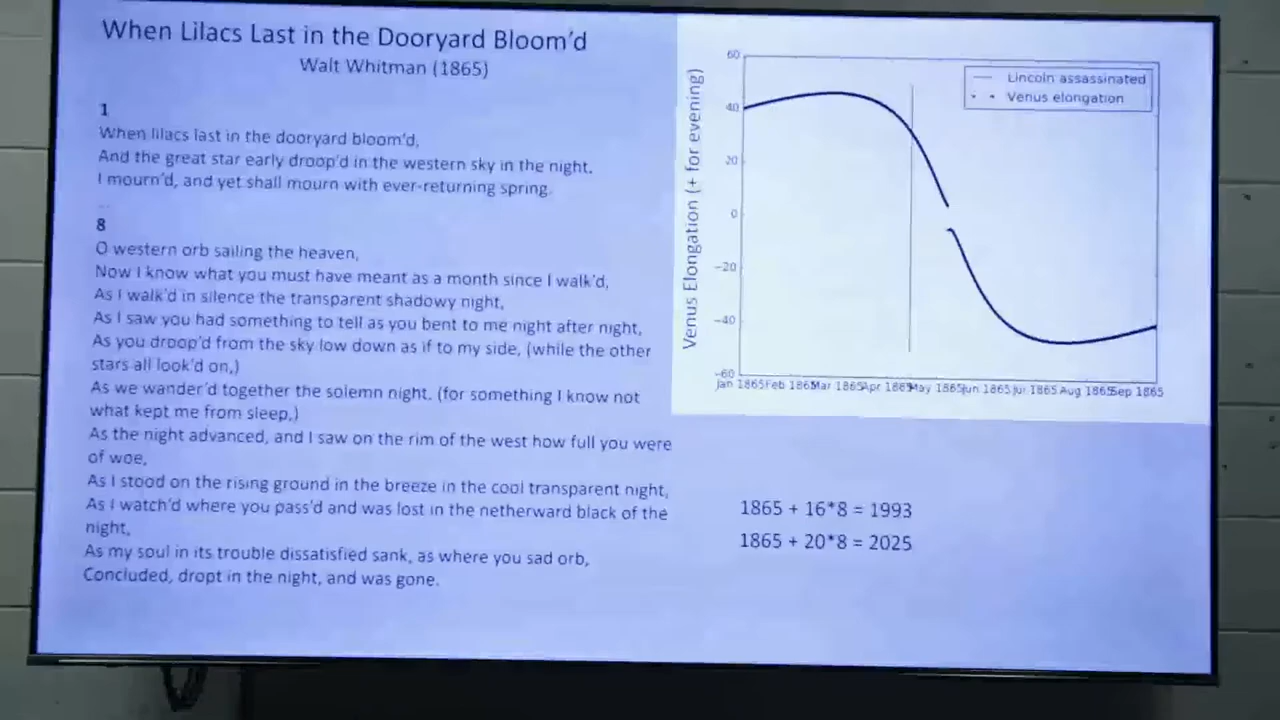 When Lilacs Last in the Dooryard Bloom'd
Walt Whitman (1865)
1
When lilacs last in the dooryard bloom'd,
And the great star early droop'd in the western sky in the night,
I mourn'd, and yet shall mourn with ever-returning spring.
8
O western orb sailing the heaven,
Now I know what you must have meant as a month since I walk'd,
As I walk'd in silence the transparent shadowy night,
As I saw you had something to tell as you bent to me night after night,
As you droop'd from the sky low down as if to my side, (while the other
stars all look'd on,)
As we wander'd together the solemn night, (for something I know not
what kept me from sleep,)
As the night advanced, and I saw on the rim of the west how full you were
of woe,
As I stood on the rising ground in the breeze in the cool transparent night,
As I watch'd where you pass'd and was lost in the netherward black of the
night,
As my soul in its trouble dissatisfied sank, as where you sad orb,
Concluded, dropt in the night, and was gone.
Venus Elongation (+ for evening)
60
40
20
0
−20
−40
−60
Lincoln assassinated
Venus elongation
Jan 1865 Feb 1865 Mar 1865 Apr 1865 May 1865 Jun 1865 Jul 1865 Aug 1865 Sep 1865
1865 + 16*8 = 1993
1865 + 20*8 = 2025